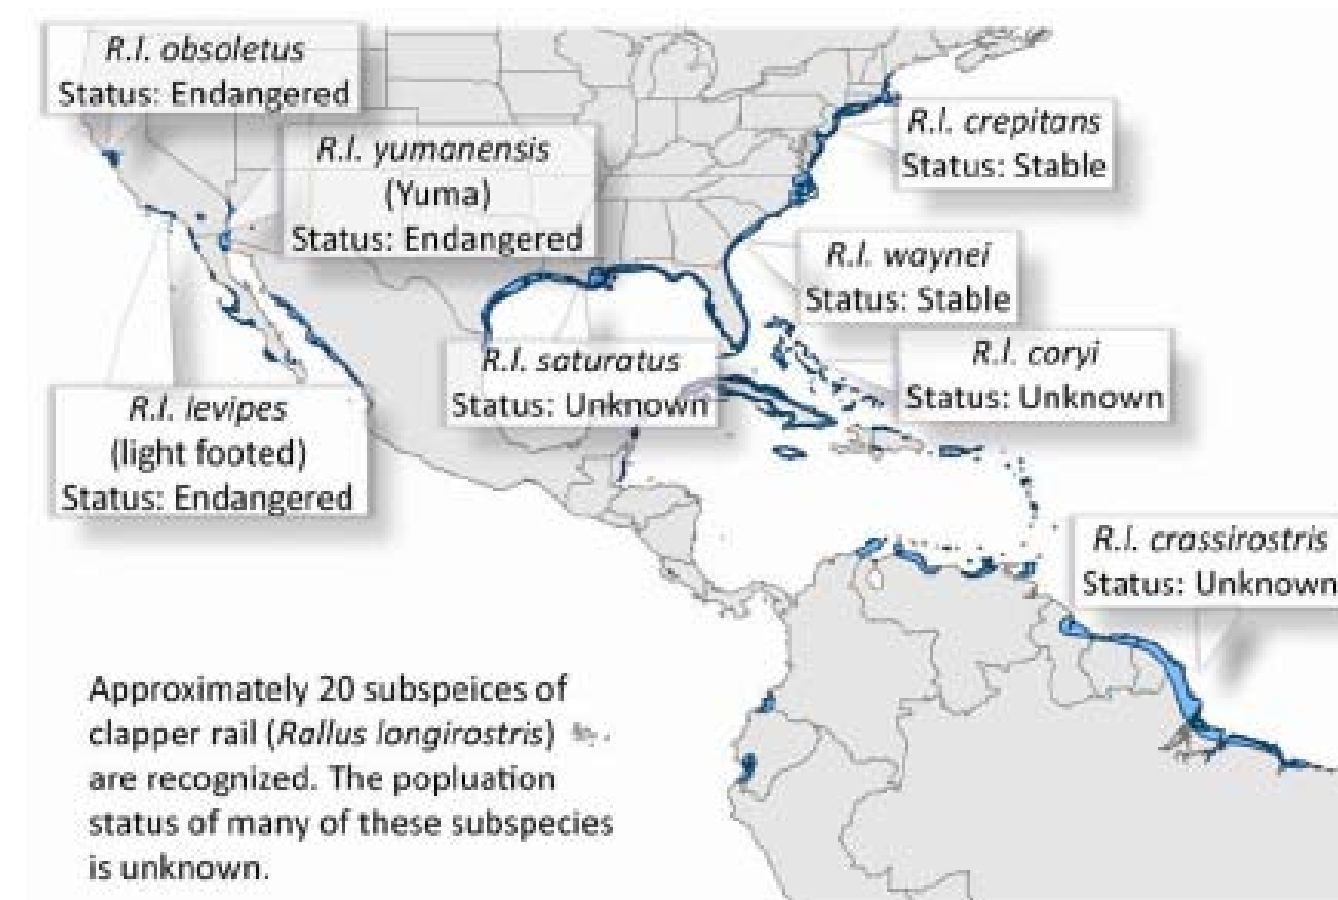 R.l. obsoletus
Status: Endangered
R.l. yumanensis
(Yuma)
Status: Endangered
R.l. crepitans
Status: Stable
R.l. waynei
Status: Stable
R.l. saturatus
Status: Unknown
R.l. coryi
Status: Unknown
R.l. levipes
(light footed)
Status: Endangered
R.l. crassirostris
Status: Unknown
Approximately 20 subspeices of
clapper rail (Rallus longirostris)
are recognized. The popluation
status of many of these subspecies
is unknown.